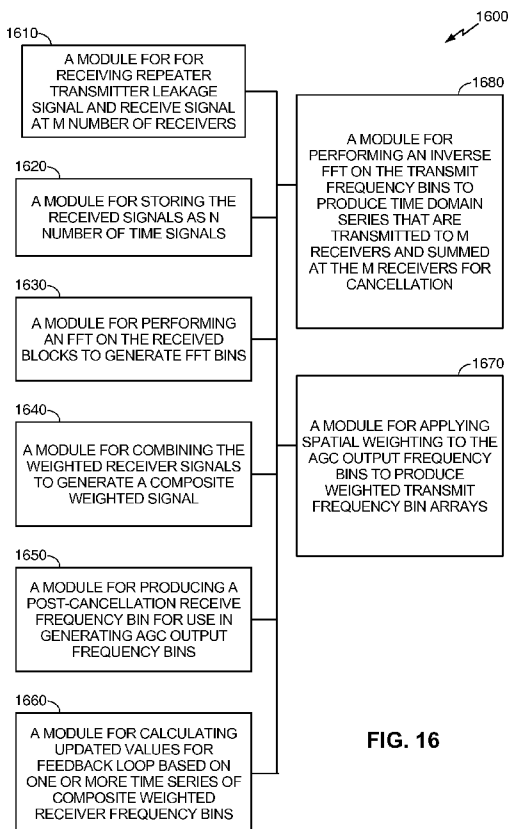 1600
1610
A MODULE FOR FOR
RECEIVING REPEATER
TRANSMITTER LEAKAGE
SIGNAL AND RECEIVE SIGNAL
AT M NUMBER OF RECEIVERS
1620
A MODULE FOR STORING THE
RECEIVED SIGNALS AS N
NUMBER OF TIME SIGNALS
1630
A MODULE FOR PERFORMING
AN FFT ON THE RECEIVED
BLOCKS TO GENERATE FFT BINS
1640
A MODULE FOR COMBINING THE
WEIGHTED RECEIVER SIGNALS
TO GENERATE A COMPOSITE
WEIGHTED SIGNAL
1650
A MODULE FOR PRODUCING A
POST-CANCELLATION RECEIVE
FREQUENCY BIN FOR USE IN
GENERATING AGC OUTPUT
FREQUENCY BINS
1660
A MODULE FOR CALCULATING
UPDATED VALUES FOR
FEEDBACK LOOP BASED ON
ONE OR MORE TIME SERIES OF
COMPOSITE WEIGHTED
RECEIVER FREQUENCY BINS
1680
A MODULE FOR
PERFORMING AN INVERSE
FFT ON THE TRANSMIT
FREQUENCY BINS TO
PRODUCE TIME DOMAIN
SERIES THAT ARE
TRANSMITTED TO M
RECEIVERS AND SUMMED
AT THE M RECEIVERS FOR
CANCELLATION
1670
A MODULE FOR APPLYING
SPATIAL WEIGHTING TO THE
AGC OUTPUT FREQUENCY
BINS TO PRODUCE
WEIGHTED TRANSMIT
FREQUENCY BIN ARRAYS
FIG. 16